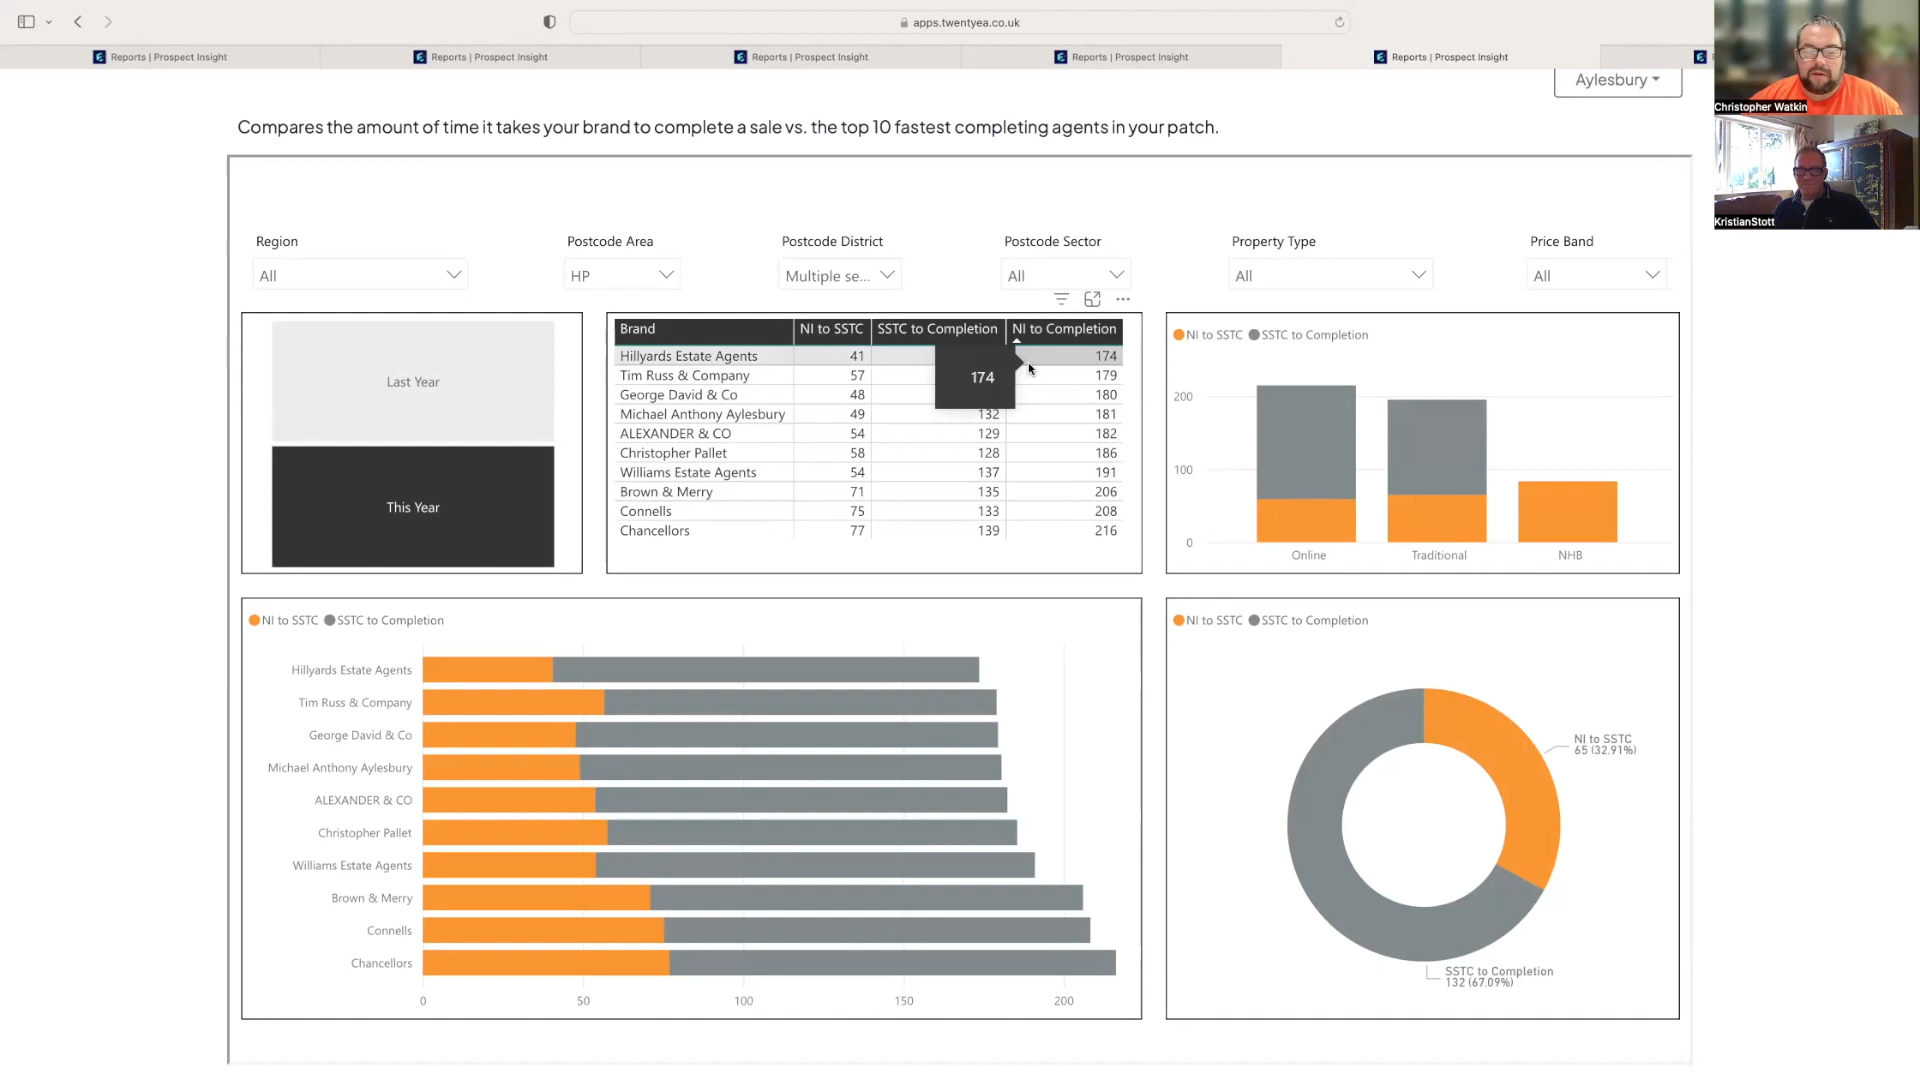 apps.twentyea.co.uk
Reports | Prospect Insight
Reports | Prospect Insight
Reports | Prospect Insight
Reports | Prospect Insight
Reports | Prospect Insight
Christopher Watkin
KristianStott
Aylesbury
Compares the amount of time it takes your brand to complete a sale vs. the top 10 fastest completing agents in your patch.
Region Postcode Area Postcode District Postcode Sector Property Type Price Band
All HP Multiple se... All All All
Last Year
This Year
Brand NI to SSTC SSTC to Completion NI to Completion
Hillyards Estate Agents 41 174
Tim Russ & Company 57 179
George David & Co 48 180
Michael Anthony Aylesbury 49 132 181
ALEXANDER & CO 54 129 182
Christopher Pallet 58 128 186
Williams Estate Agents 54 137 191
Brown & Merry 71 135 206
Connells 75 133 208
Chancellors 77 139 216
174
NI to SSTC SSTC to Completion
200
100
0
Online Traditional NHB
NI to SSTC SSTC to Completion
Hillyards Estate Agents
Tim Russ & Company
George David & Co
Michael Anthony Aylesbury
ALEXANDER & CO
Christopher Pallet
Williams Estate Agents
Brown & Merry
Connells
Chancellors
0 50 100 150 200
NI to SSTC SSTC to Completion
NI to SSTC
65 (32.91%)
SSTC to Completion
132 (67.09%)